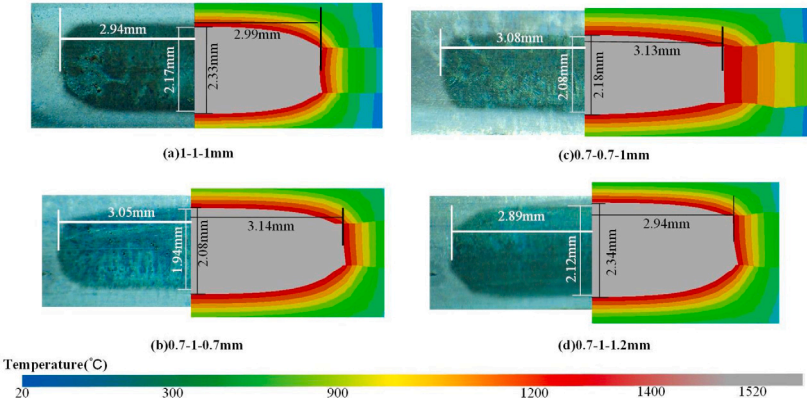 2.94mm
2.99mm
2.17mm
2.33mm
(a)1-1-1mm
3.08mm
3.13mm
2.08mm
2.18mm
(c)0.7-0.7-1mm
3.05mm
3.14mm
1.94mm
2.08mm
(b)0.7-1-0.7mm
2.89mm
2.94mm
2.12mm
2.34mm
(d)0.7-1-1.2mm
Temperature(℃)
20 300 900 1200 1400 1520